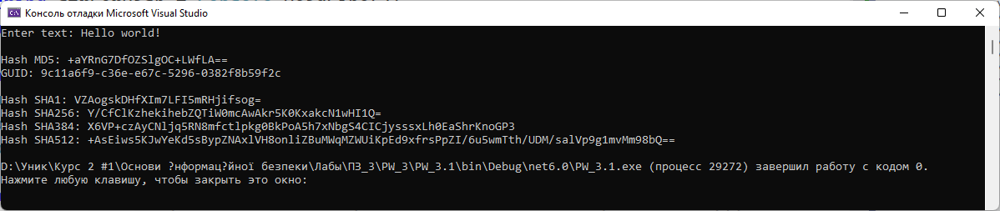 Консоль отладки Microsoft Visual Studio
Enter text: Hello world!
Hash MD5: +aYRnG7DfOZSlgOC+LWfLA==
GUID: 9c11a6f9-c36e-e67c-5296-0382f8b59f2c
Hash SHA1: VZAogskDHfXIm7LFI5mRHjifsog=
Hash SHA256: Y/CfClKzhekihebZQTiW0mcAwAkr5K0KxakcN1wHI1Q=
Hash SHA384: X6VP+czAyCNljq5RN8mfctlpkg0BkPoA5h7xNbgS4CICjysssxLh0EaShrKnoGP3
Hash SHA512: +AsEiws5KJwYeKd5sBypZNAxlVH8onliZBuMWqMZWUiKpEd9xfrsPpZI/6u5wmTth/UDM/salVp9g1mvMm98bQ==
D:\Уник\Курс 2 #1\Основи ?нформац?йної безпеки\Лабы\ПЗ_3\PW_3\PW_3.1\bin\Debug\net6.0\PW_3.1.exe (процесс 29272) завершил работу с кодом 0.
Нажмите любую клавишу, чтобы закрыть это окно: